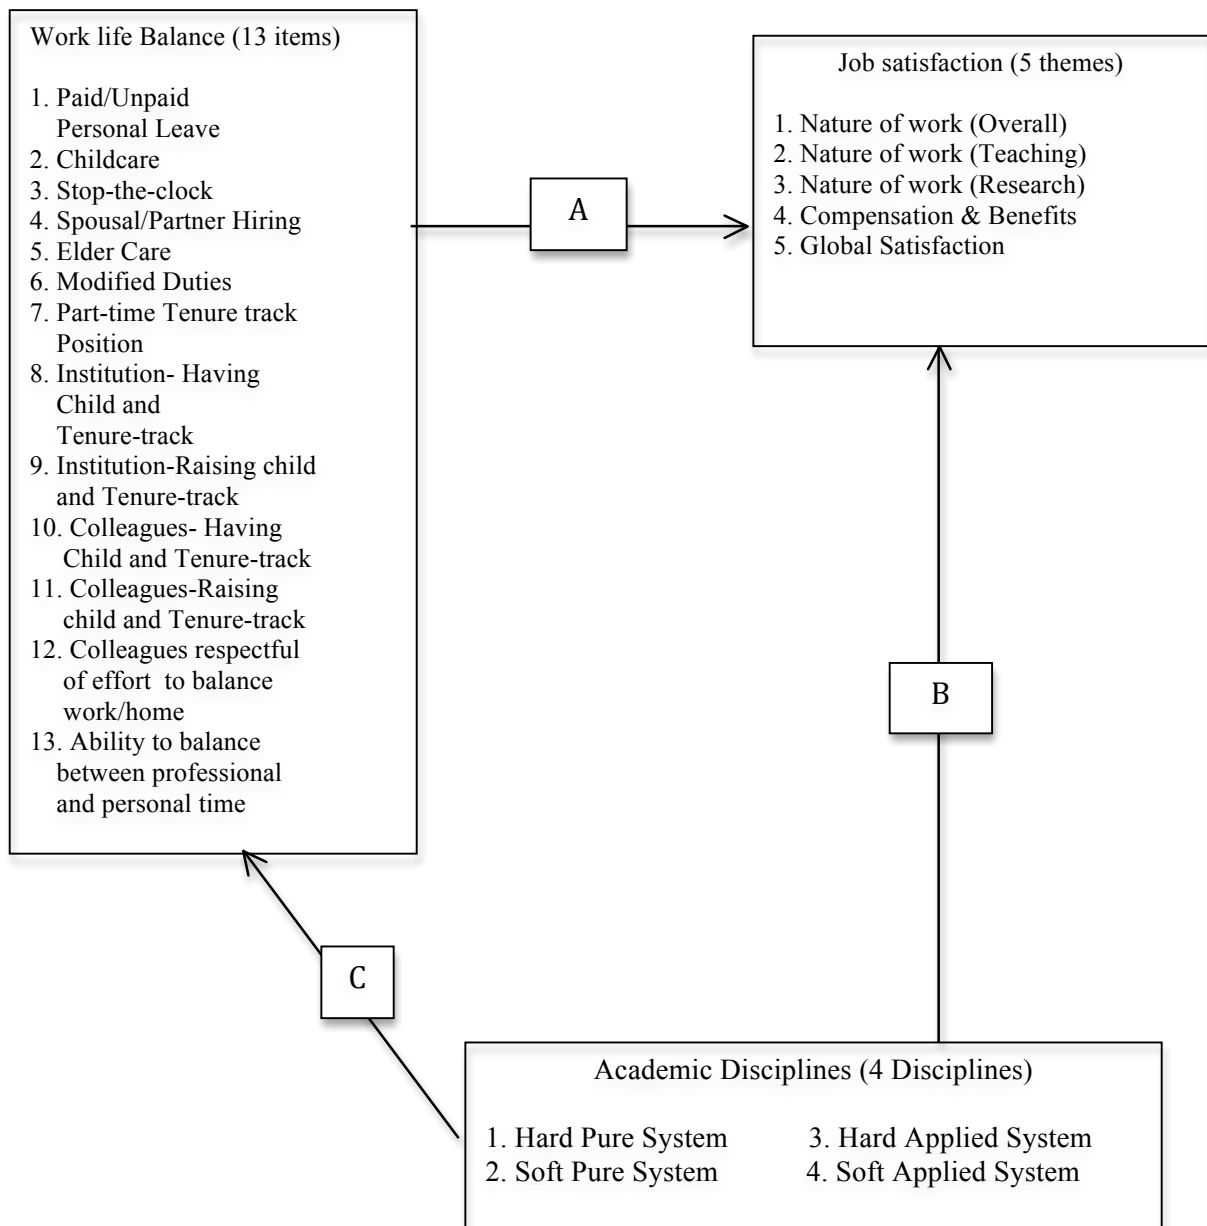 Work life Balance (13 items)
1. Paid/Unpaid
Personal Leave
2. Childcare
3. Stop-the-clock
4. Spousal/Partner Hiring
5. Elder Care
6. Modified Duties
7. Part-time Tenure track
Position
8. Institution- Having
Child and
Tenure-track
9. Institution-Raising child
and Tenure-track
10. Colleagues- Having
Child and Tenure-track
11. Colleagues-Raising
child and Tenure-track
12. Colleagues respectful
of effort to balance
work/home
13. Ability to balance
between professional
and personal time
A
Job satisfaction (5 themes)
1. Nature of work (Overall)
2. Nature of work (Teaching)
3. Nature of work (Research)
4. Compensation & Benefits
5. Global Satisfaction
B
C
Academic Disciplines (4 Disciplines)
1. Hard Pure System 3. Hard Applied System
2. Soft Pure System 4. Soft Applied System